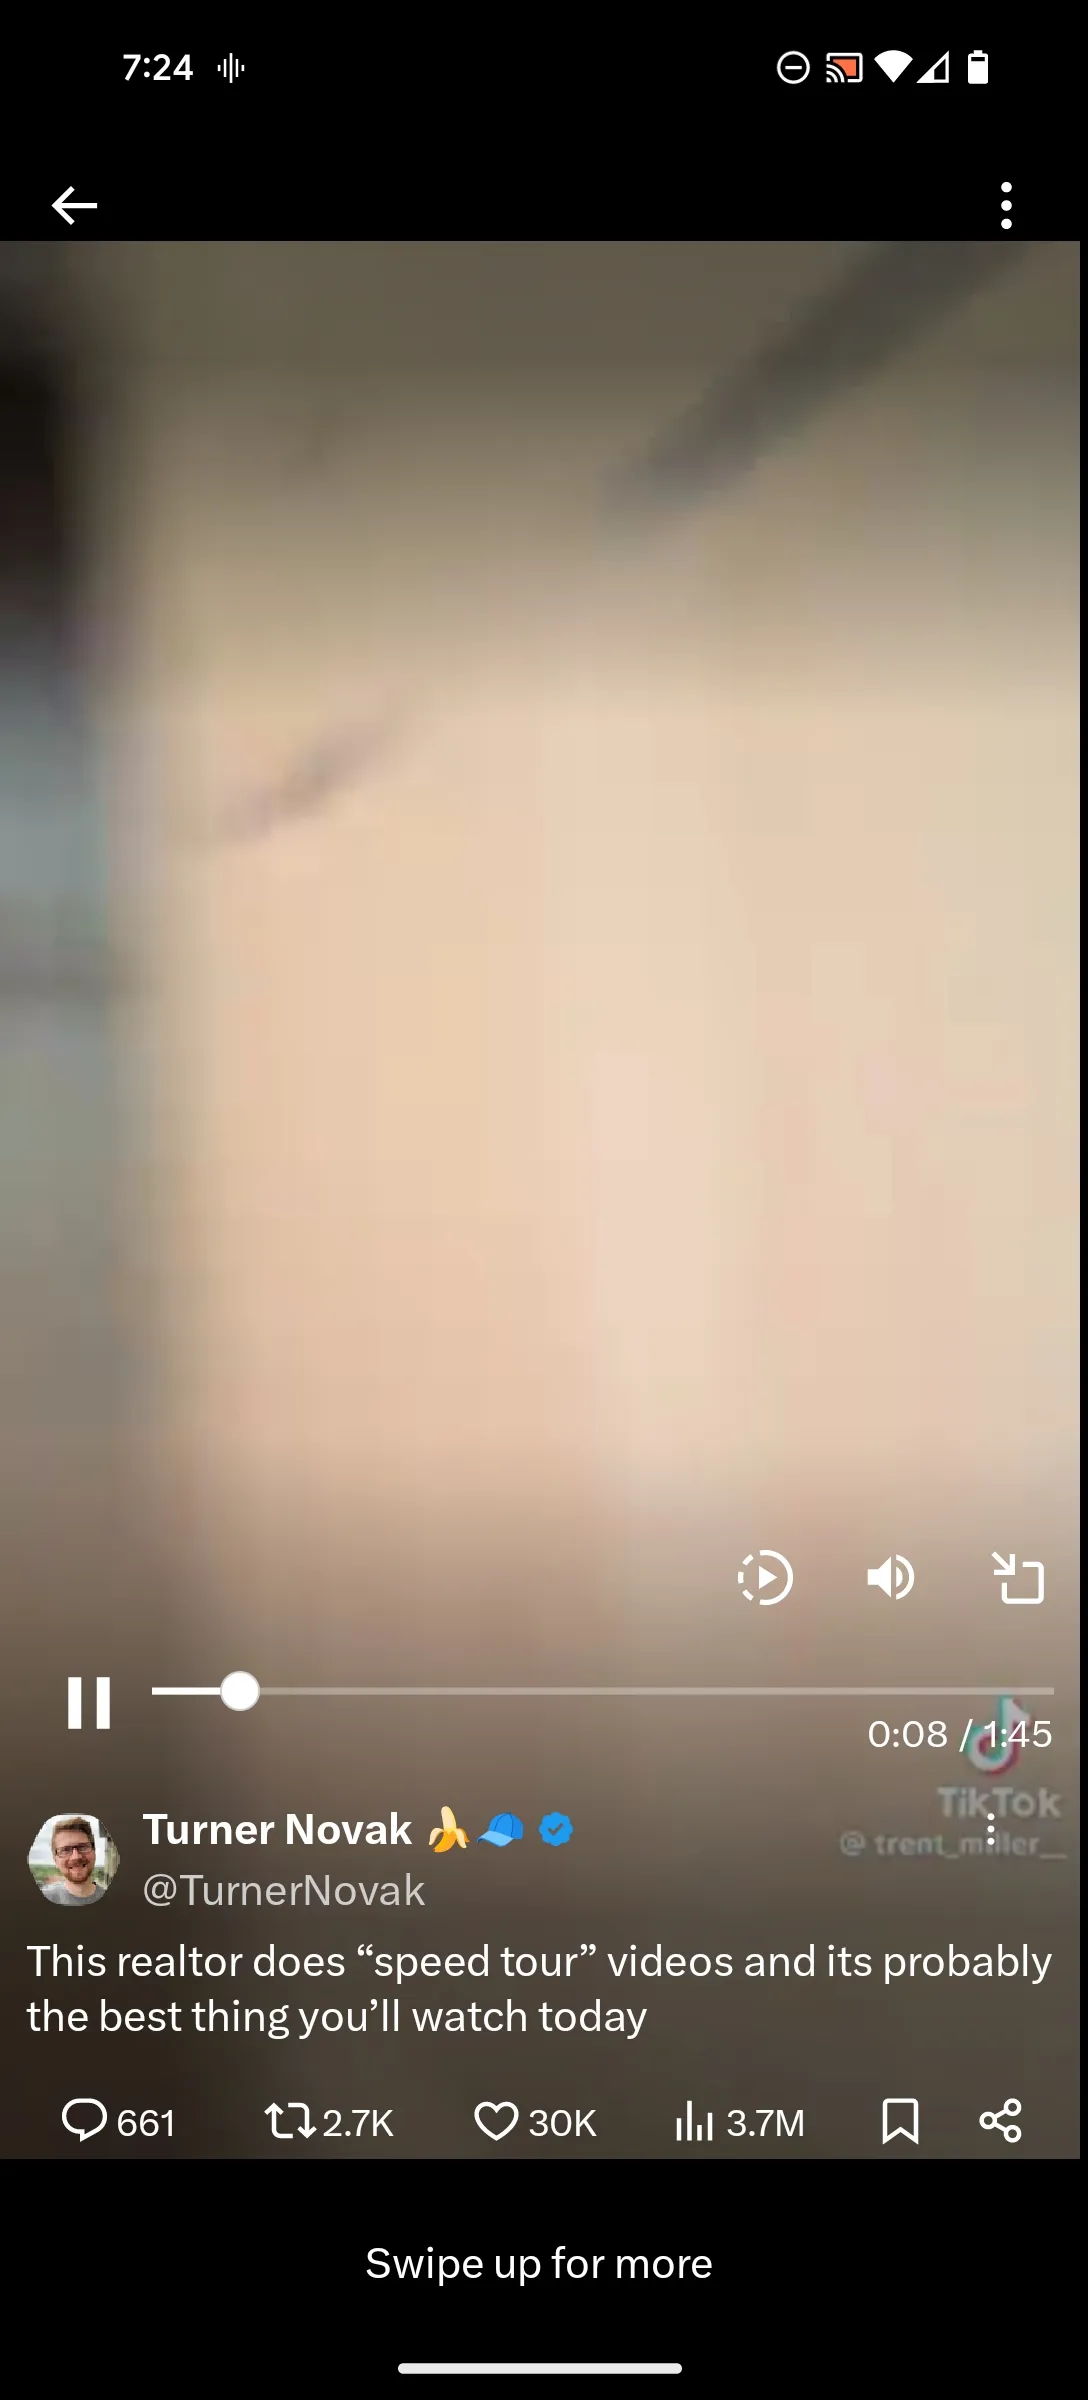 7:24
0:08 / 1:45
TikTok
@ trent_miller__
Turner Novak 🍌🧢
@TurnerNovak
This realtor does “speed tour” videos and its probably
the best thing you’ll watch today
661 2.7K 30K 3.7M
Swipe up for more